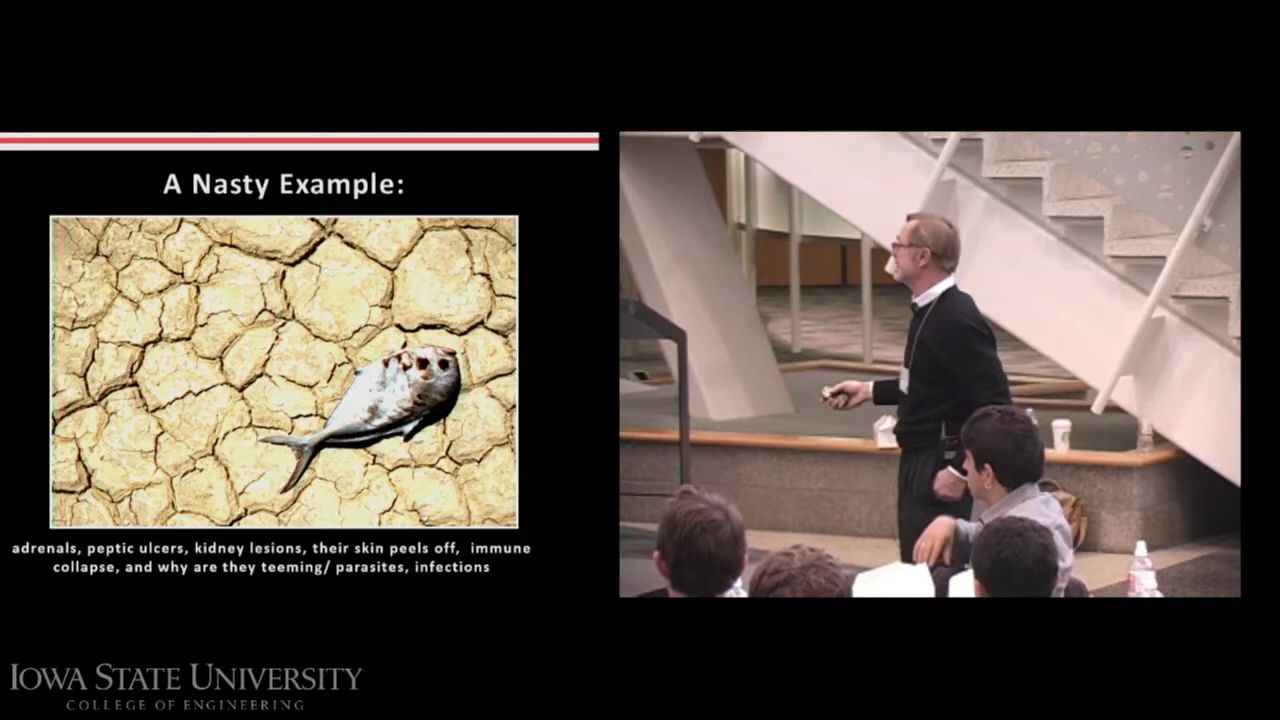 A Nasty Example:
adrenals, peptic ulcers, kidney lesions, their skin peels off, immune
collapse, and why are they teeming/ parasites, infections
IOWA STATE UNIVERSITY
COLLEGE OF ENGINEERING